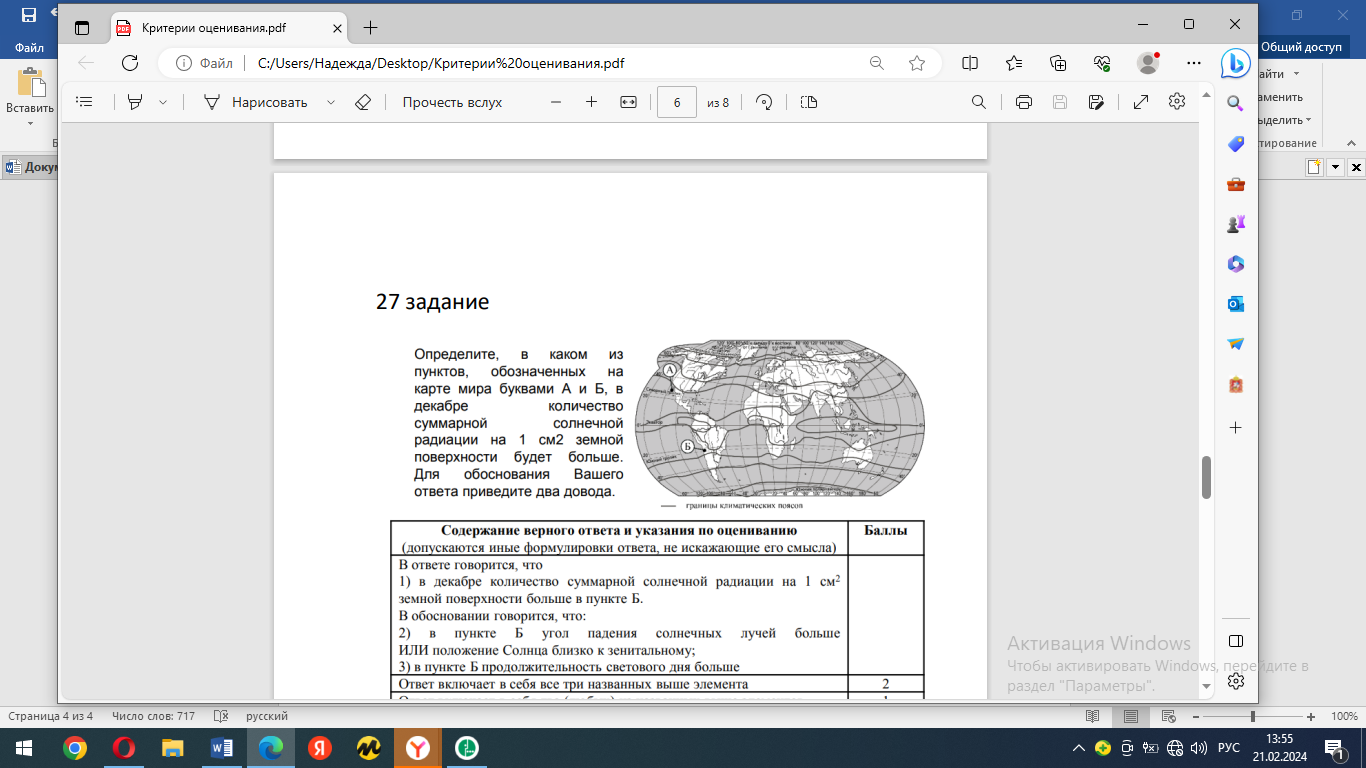 Критерии оценивания.pdf
Файл
Общий доступ
Файл
C:/Users/Надежда/Desktop/Критерии%20оценивания.pdf
Вставить
Нарисовать
Прочесть вслух
6
из 8
27 задание
Определите, в каком из
пунктов, обозначенных на
карте мира буквами А и Б, в
декабре количество
суммарной солнечной
радиации на 1 см2 земной
поверхности будет больше.
Для обоснования Вашего
ответа приведите два довода.
А
Б
границы климатических поясов
Содержание верного ответа и указания по оцениванию
(допускаются иные формулировки ответа, не искажающие его смысла)
Баллы
В ответе говорится, что
1) в декабре количество суммарной солнечной радиации на 1 см²
земной поверхности больше в пункте Б.
В обосновании говорится, что:
2) в пункте Б угол падения солнечных лучей больше
ИЛИ положение Солнца близко к зенитальному;
3) в пункте Б продолжительность светового дня больше
Ответ включает в себя все три названных выше элемента
2
Активация Windows
Чтобы активировать Windows, перейдите в
раздел "Параметры".
Страница 4 из 4
Число слов: 717
русский
100%
РУС
13:55
21.02.2024